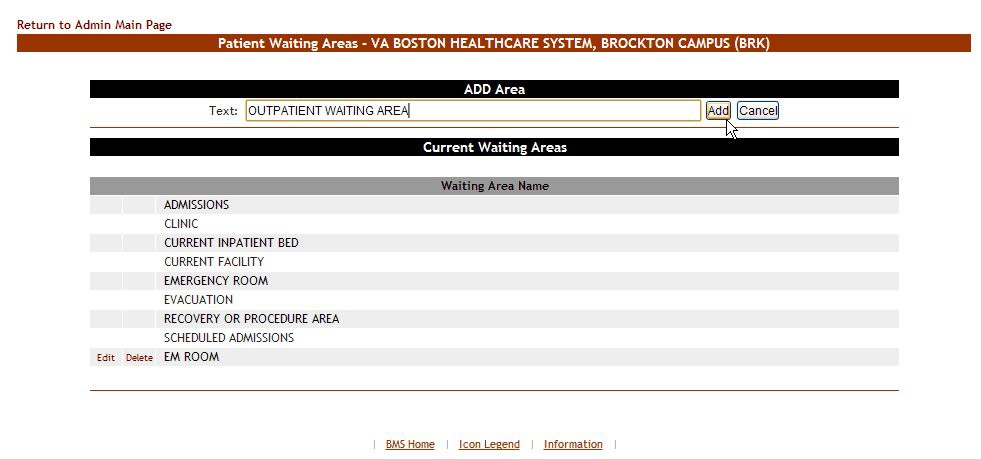 Return to Admin Main Page
Patient Waiting Areas - VA BOSTON HEALTHCARE SYSTEM, BROCKTON CAMPUS (BRK)
ADD Area
Text: OUTPATIENT WAITING AREA Add Cancel
Current Waiting Areas
Waiting Area Name
ADMISSIONS
CLINIC
CURRENT INPATIENT BED
CURRENT FACILITY
EMERGENCY ROOM
EVACUATION
RECOVERY OR PROCEDURE AREA
SCHEDULED ADMISSIONS
Edit Delete EM ROOM
| BMS Home | Icon Legend | Information |